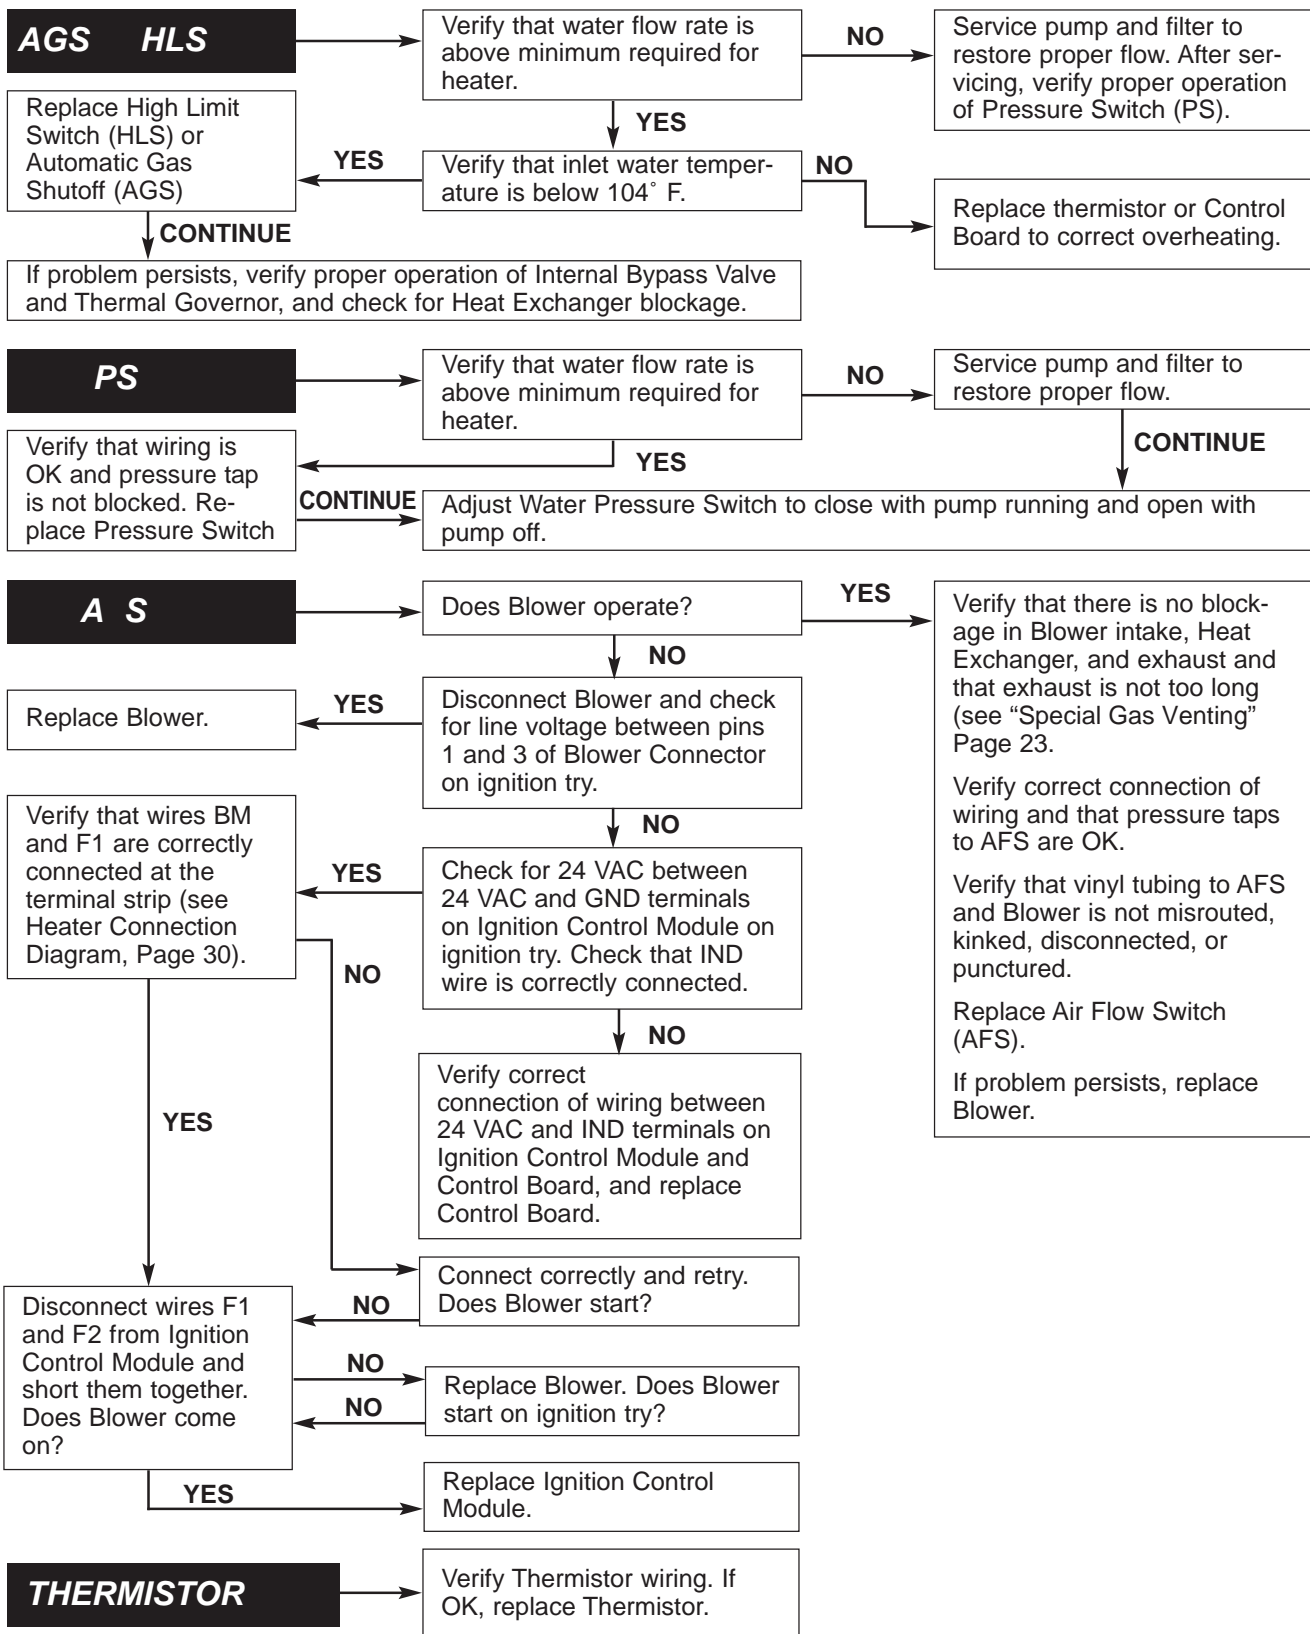 AGS HLS
Verify that water flow rate is
above minimum required for
heater.
NO
Service pump and filter to
restore proper flow. After ser-
vicing, verify proper operation
of Pressure Switch (PS).
YES
Replace High Limit
Switch (HLS) or
Automatic Gas
Shutoff (AGS)
YES
Verify that inlet water temper-
ature is below 104˚ F.
NO
Replace thermistor or Control
Board to correct overheating.
CONTINUE
If problem persists, verify proper operation of Internal Bypass Valve
and Thermal Governor, and check for Heat Exchanger blockage.
PS
Verify that water flow rate is
above minimum required for
heater.
NO
Service pump and filter to
restore proper flow.
CONTINUE
YES
Verify that wiring is
OK and pressure tap
is not blocked. Re-
place Pressure Switch
CONTINUE
Adjust Water Pressure Switch to close with pump running and open with
pump off.
A S
Does Blower operate?
YES
Verify that there is no block-
age in Blower intake, Heat
Exchanger, and exhaust and
that exhaust is not too long
(see “Special Gas Venting”
Page 23.
Verify correct connection of
wiring and that pressure taps
to AFS are OK.
Verify that vinyl tubing to AFS
and Blower is not misrouted,
kinked, disconnected, or
punctured.
Replace Air Flow Switch
(AFS).
If problem persists, replace
Blower.
NO
Replace Blower.
YES
Disconnect Blower and check
for line voltage between pins
1 and 3 of Blower Connector
on ignition try.
NO
Verify that wires BM
and F1 are correctly
connected at the
terminal strip (see
Heater Connection
Diagram, Page 30).
YES
Check for 24 VAC between
24 VAC and GND terminals
on Ignition Control Module on
ignition try. Check that IND
wire is correctly connected.
NO
NO
Verify correct
connection of wiring between
24 VAC and IND terminals on
Ignition Control Module and
Control Board, and replace
Control Board.
YES
Connect correctly and retry.
Does Blower start?
NO
Disconnect wires F1
and F2 from Ignition
Control Module and
short them together.
Does Blower come
on?
NO
Replace Blower. Does Blower
start on ignition try?
NO
YES
Replace Ignition Control
Module.
THERMISTOR
Verify Thermistor wiring. If
OK, replace Thermistor.